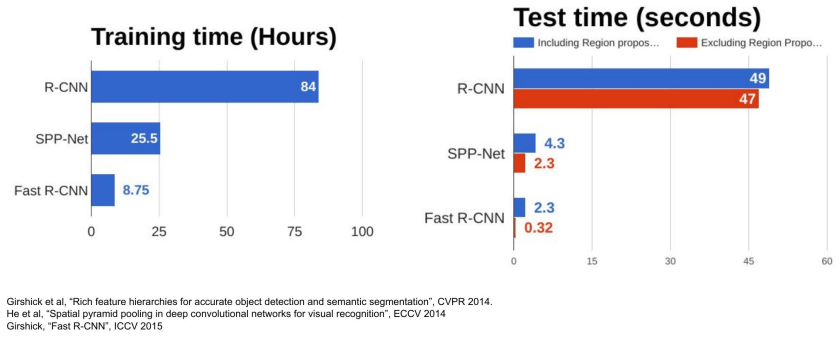 Training time (Hours)
R-CNN
84
SPP-Net
25.5
Fast R-CNN
8.75
0 25 50 75 100
Test time (seconds)
Including Region propos... Excluding Region Propo...
R-CNN
49
47
SPP-Net
4.3
2.3
Fast R-CNN
2.3
0.32
0 15 30 45 60
Girshick et al, “Rich feature hierarchies for accurate object detection and semantic segmentation”, CVPR 2014.
He et al, “Spatial pyramid pooling in deep convolutional networks for visual recognition”, ECCV 2014
Girshick, “Fast R-CNN”, ICCV 2015